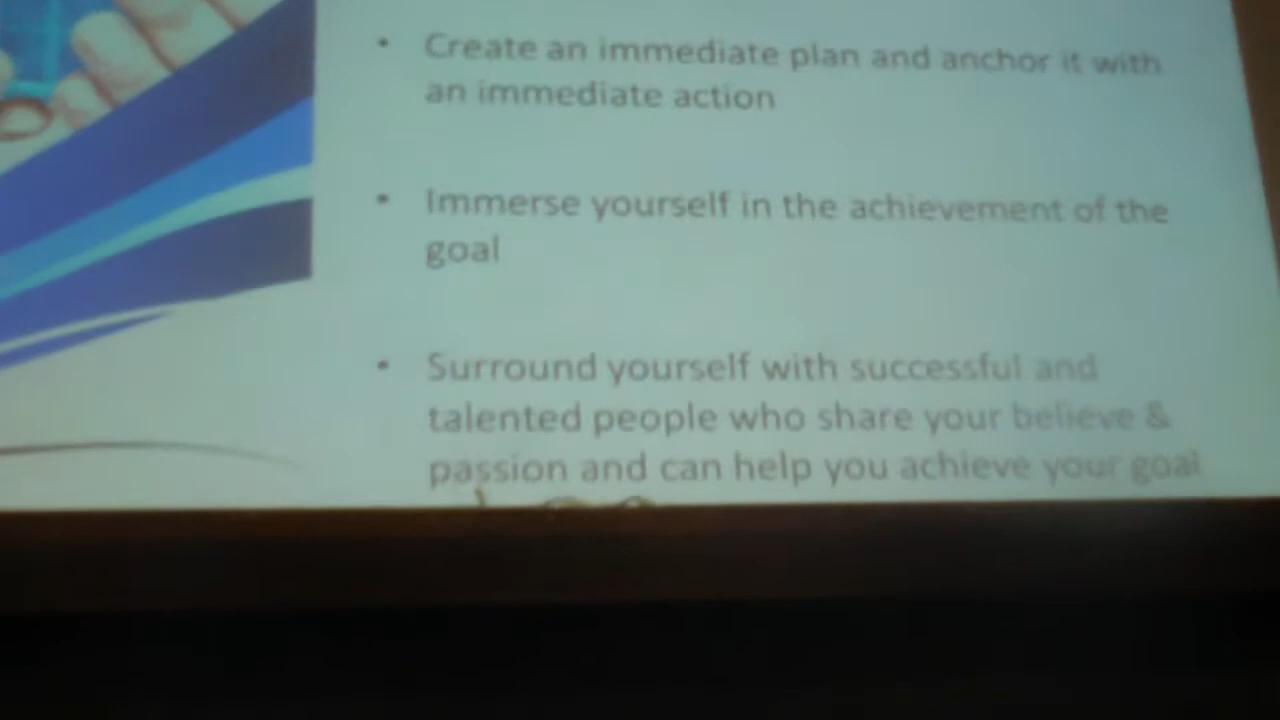 • Create an immediate plan and anchor it with
an immediate action
• Immerse yourself in the achievement of the
goal
• Surround yourself with successful and
talented people who share your believe &
passion and can help you achieve your goal